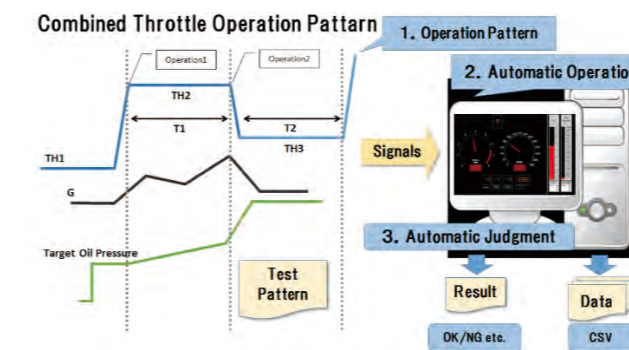 Combined Throttle Operation Pattarn
1. Operation Pattern
Operation1
Operation2
2. Automatic Operatio
TH2
T1
T2
TH3
TH1
Signals
G
3. Automatic Judgment
Target Oil Pressure
Test
Pattern
Result
Data
OK/NG etc.
CSV